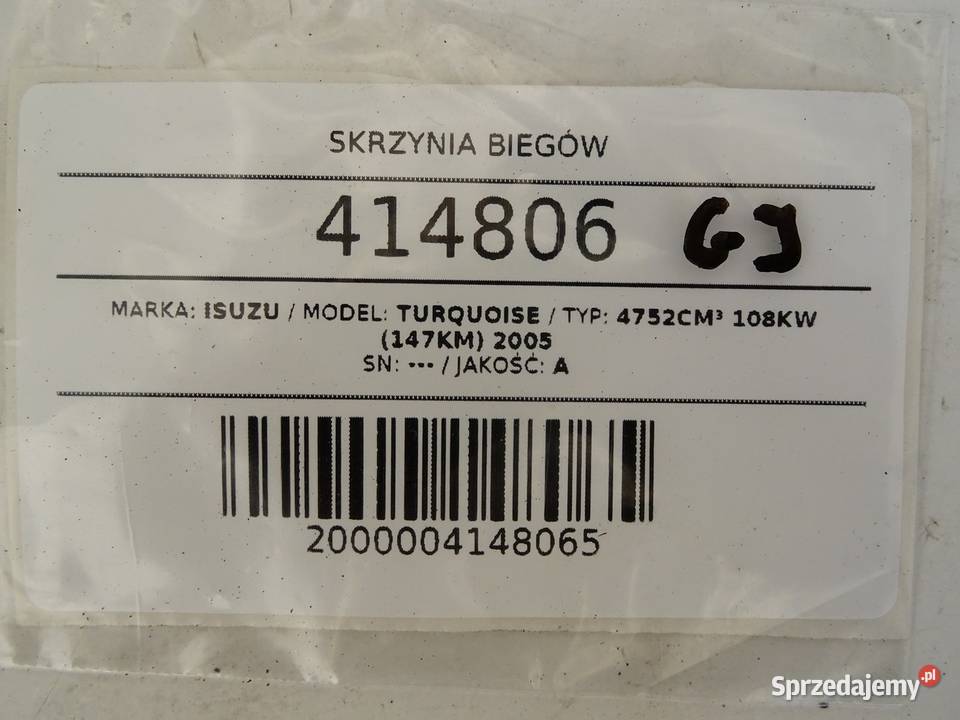 SKRZYNIA BIEGÓW
414806 GJ
MARKA: ISUZU / MODEL: TURQUOISE / TYP: 4752CM³ 108KW
(147KM) 2005
SN: --- / JAKOŚĆ: A
2000004148065
Sprzedajemy.pl